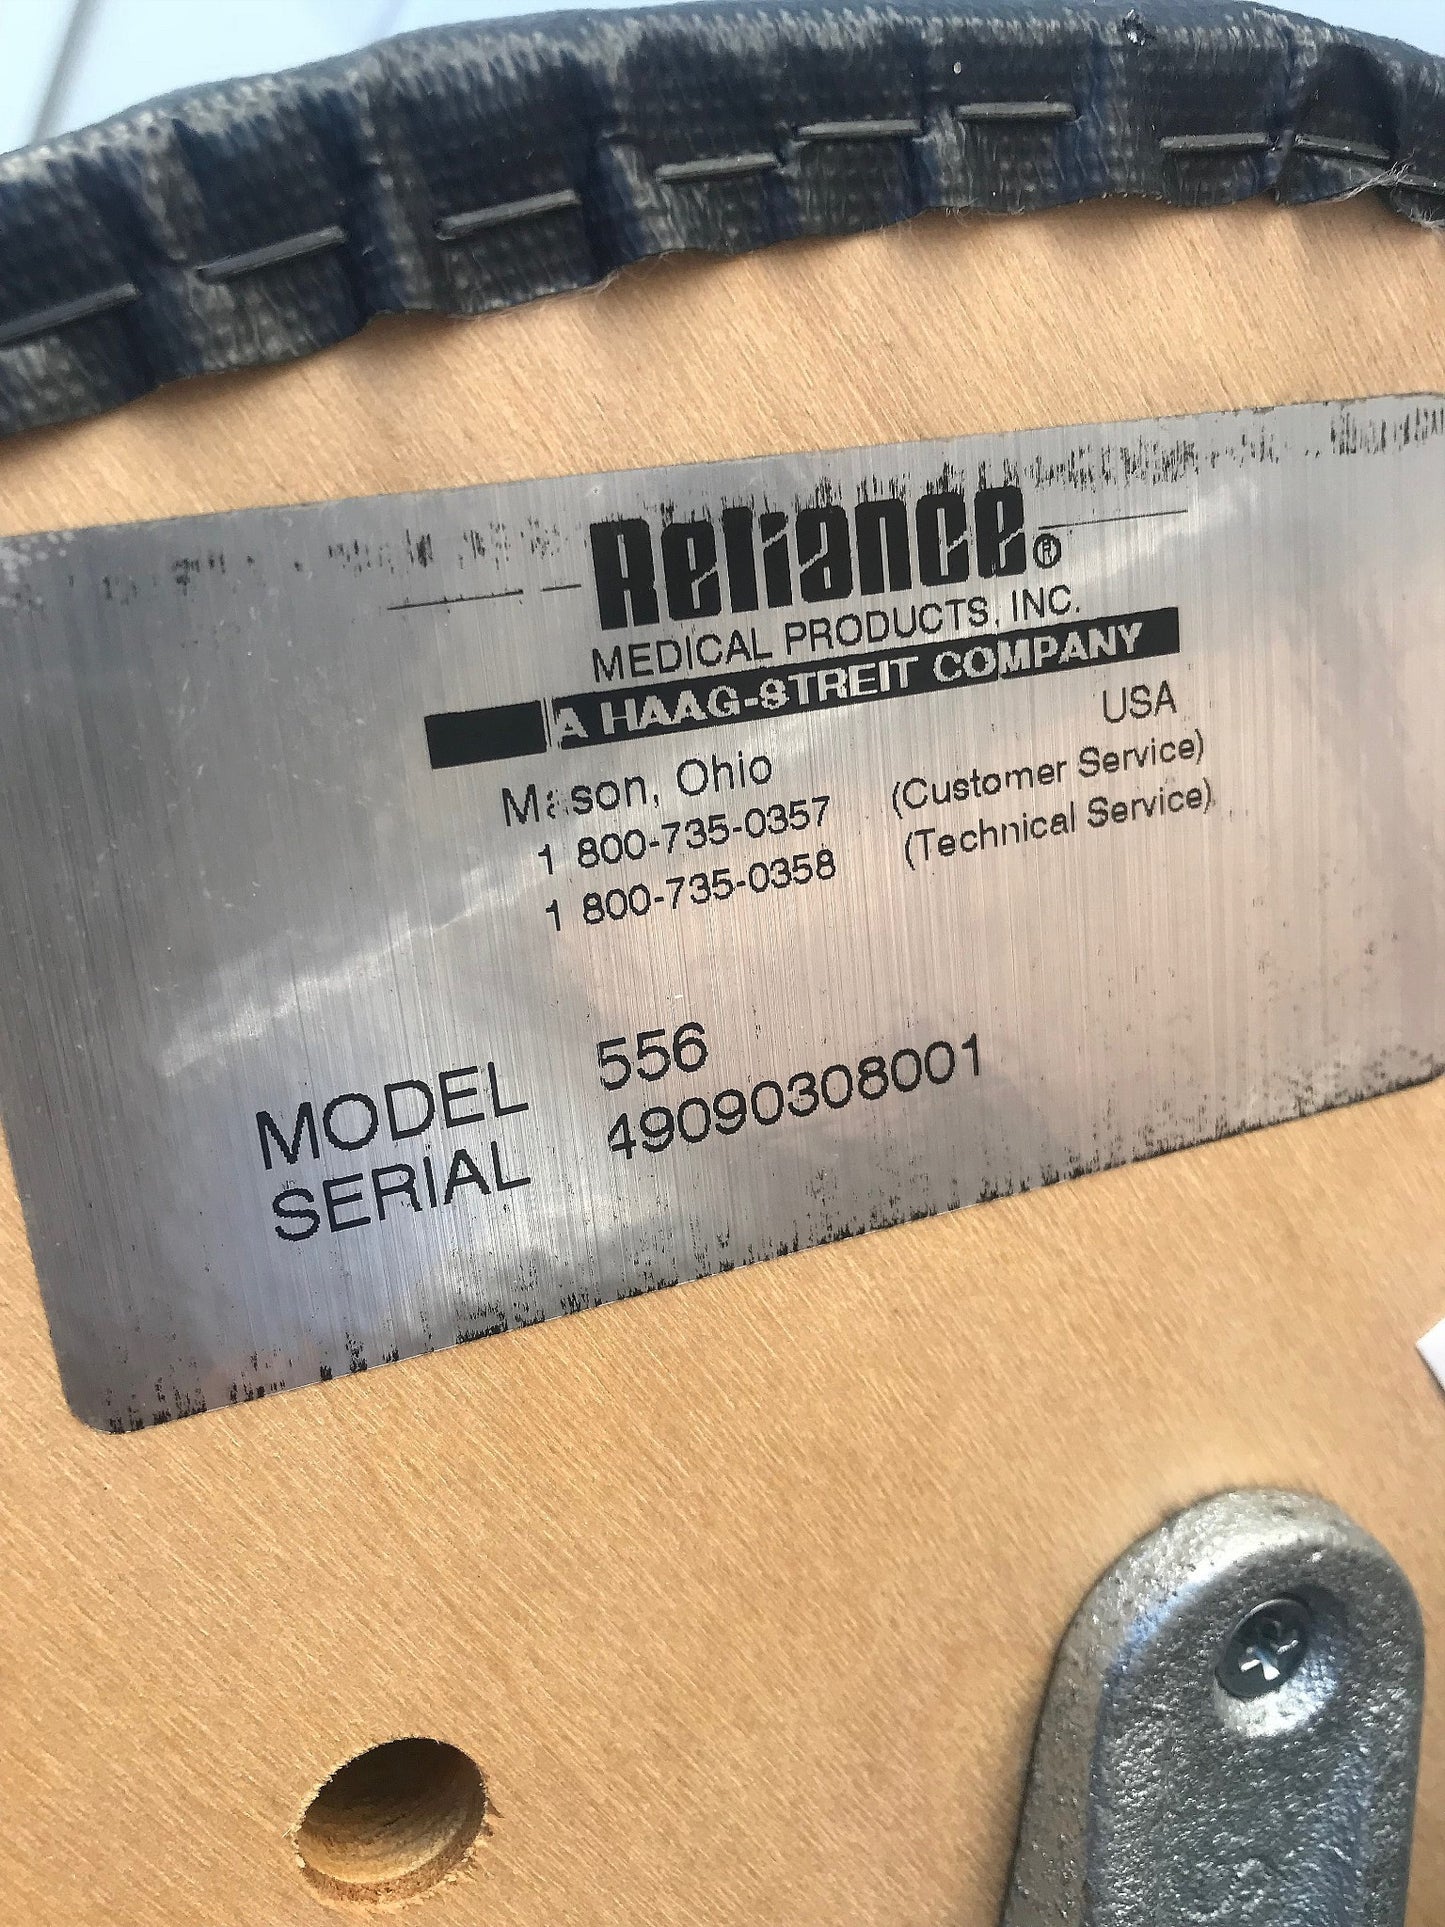 Reliance®
MEDICAL PRODUCTS, INC.
A HAAG-STREIT COMPANY
Mason, Ohio USA
1 800-735-0357 (Customer Service)
1 800-735-0358 (Technical Service)
MODEL 556
SERIAL 49090308001